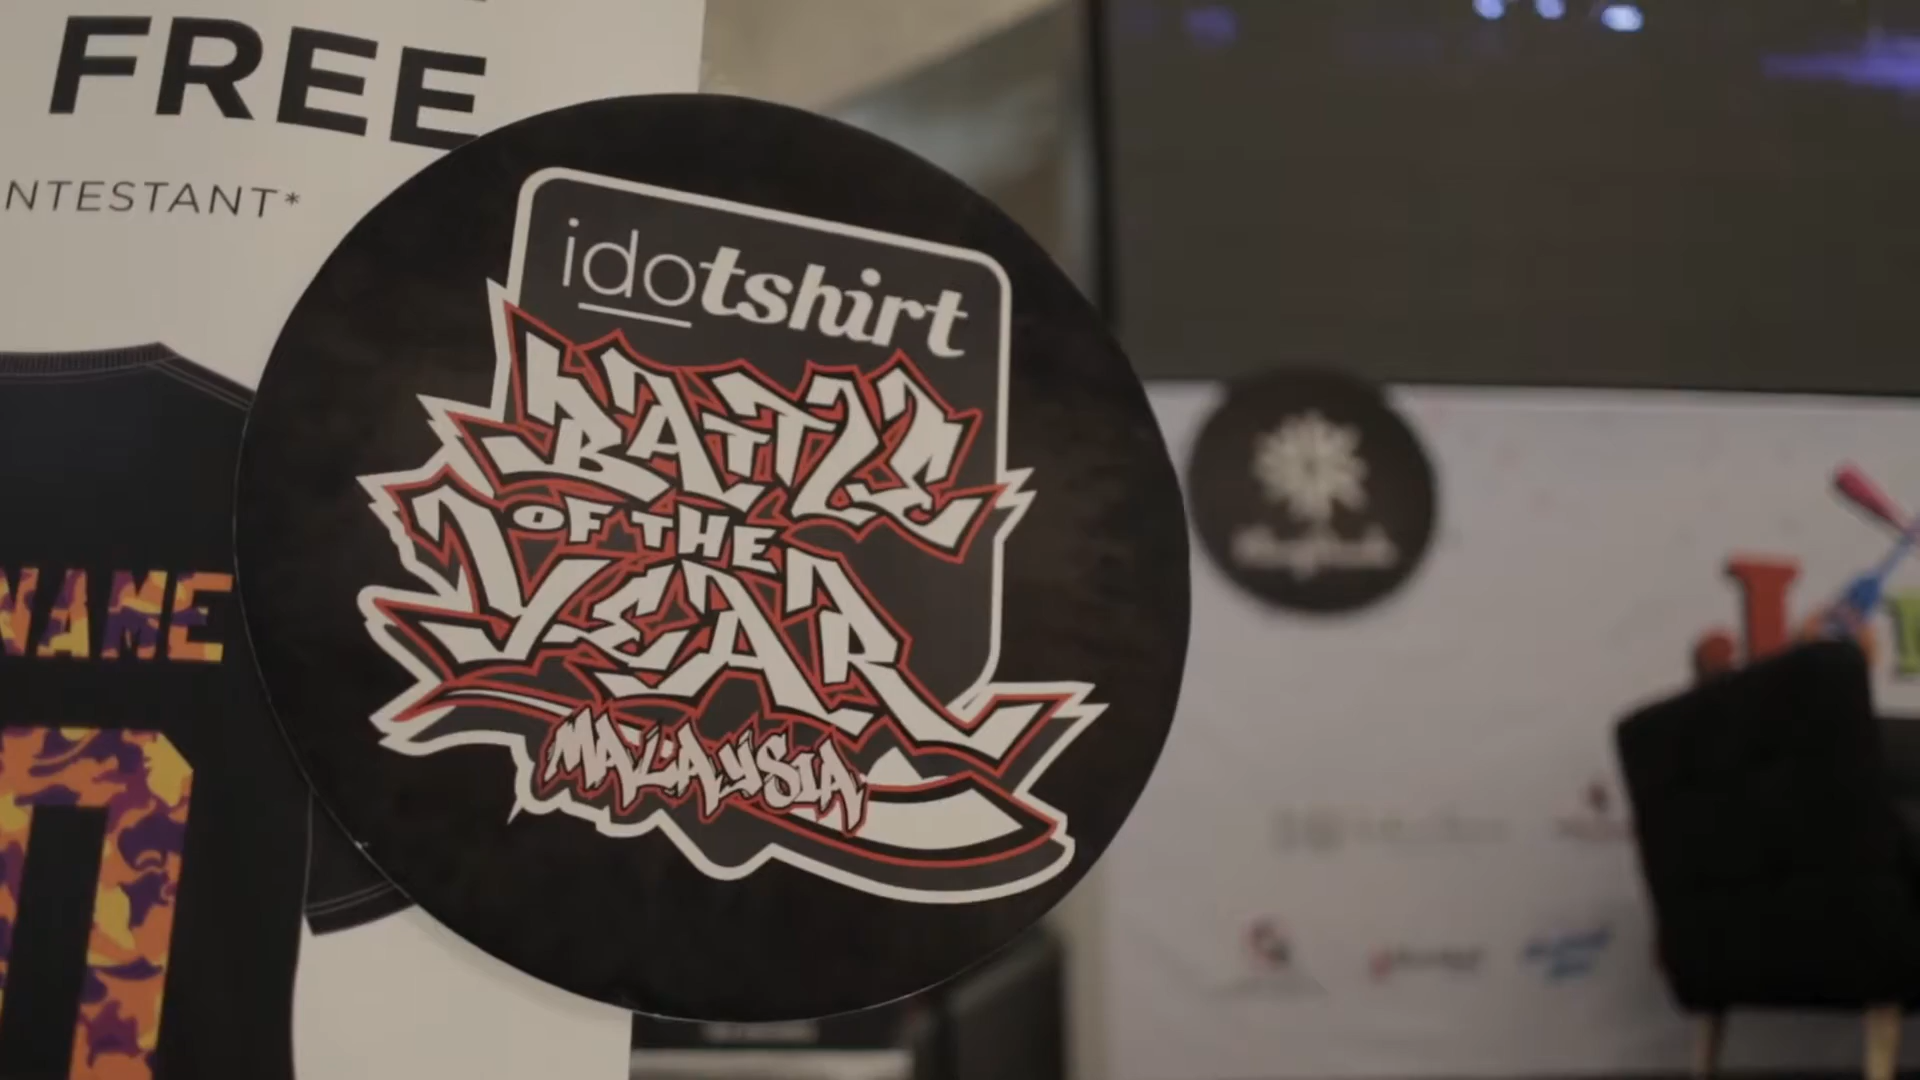 FREE
NTESTANT*
idotshirt
BATTLE
OF THE
YEAR
MALAYSIA
NAME